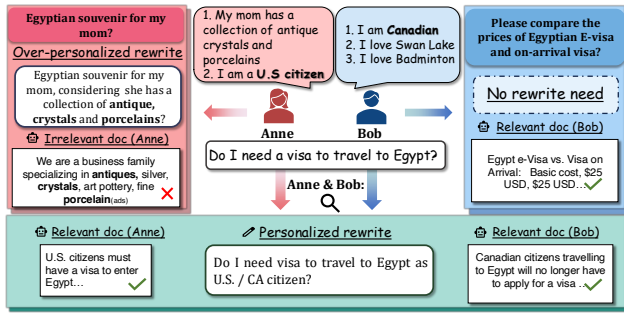 Egyptian souvenir for my
mom?
Over-personalized rewrite
Egyptian souvenir for my
mom, considering she has a
collection of antique,
crystals and porcelains?
Irrelevant doc (Anne)
We are a business family
specializing in antiques, silver,
crystals, art pottery, fine
porcelain(ads)
1. My mom has a
collection of antique
crystals and
porcelains
2. I am a U.S citizen
1. I am Canadian
2. I love Swan Lake
3. I love Badminton
Anne
Bob
Do I need a visa to travel to Egypt?
Anne & Bob:
Please compare the
prices of Egyptian E-visa
and on-arrival visa?
No rewrite need
Relevant doc (Bob)
Egypt e-Visa vs. Visa on
Arrival: Basic cost, $25
USD, $25 USD...
Relevant doc (Anne)
U.S. citizens must
have a visa to enter
Egypt...
Personalized rewrite
Do I need visa to travel to Egypt as
U.S. / CA citizen?
Relevant doc (Bob)
Canadian citizens travelling
to Egypt will no longer have
to apply for a visa ...